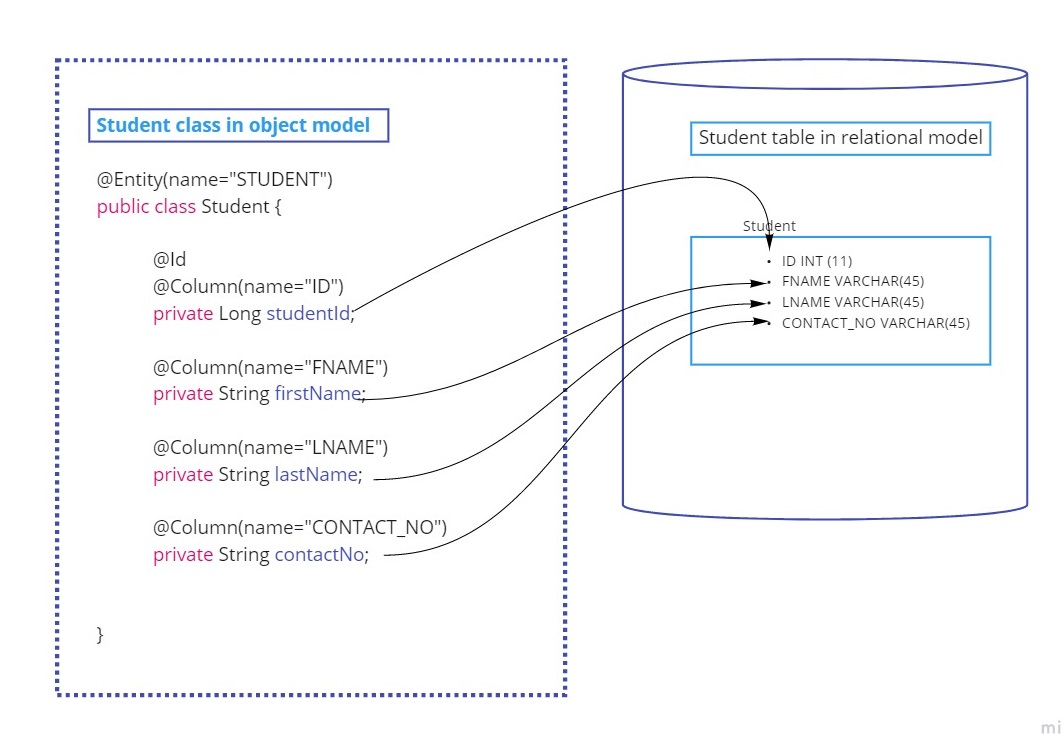 Student class in object model
@Entity(name="STUDENT")
public class Student {
@Id
@Column(name="ID")
private Long studentId;
@Column(name="FNAME")
private String firstName;
@Column(name="LNAME")
private String lastName;
@Column(name="CONTACT_NO")
private String contactNo;
}
Student table in relational model
Student
• ID INT (11)
• FNAME VARCHAR(45)
• LNAME VARCHAR(45)
• CONTACT_NO VARCHAR(45)
mi